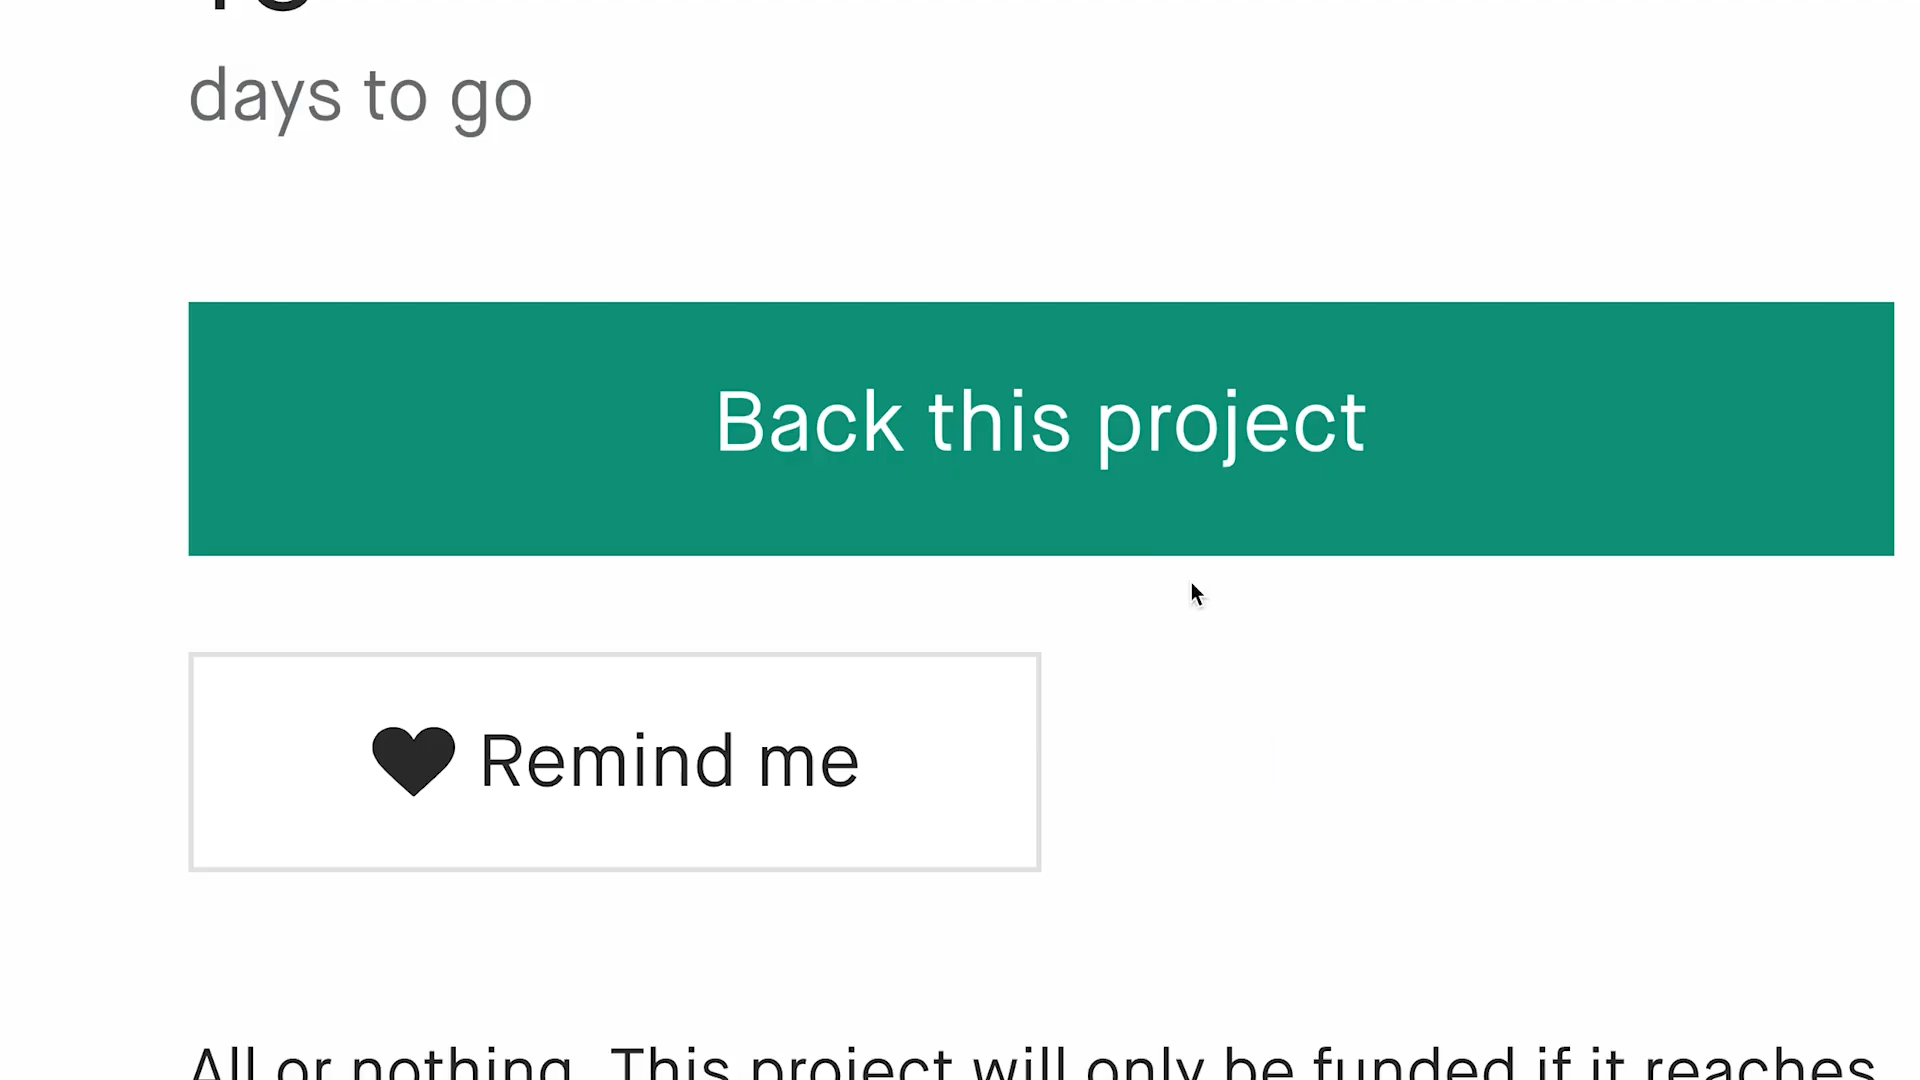 days to go
Back this project
Remind me
All or nothing. This project will only be funded if it reaches